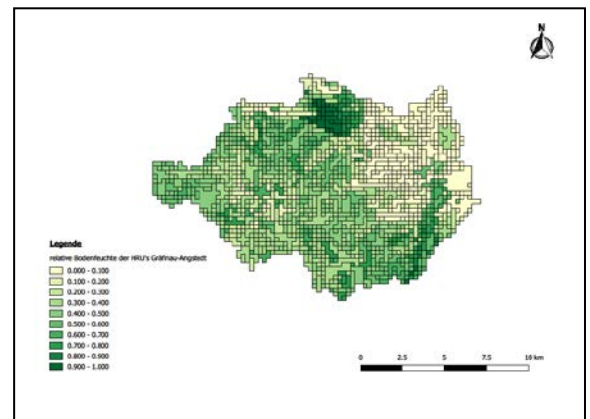 N
Legende
relative Bodenfeuchte der HRU's Gräfinau-Angstedt
0.000 - 0.100
0.100 - 0.200
0.200 - 0.300
0.300 - 0.400
0.400 - 0.500
0.500 - 0.600
0.600 - 0.700
0.700 - 0.800
0.800 - 0.900
0.900 - 1.000
0 2.5 5 7.5 10 km